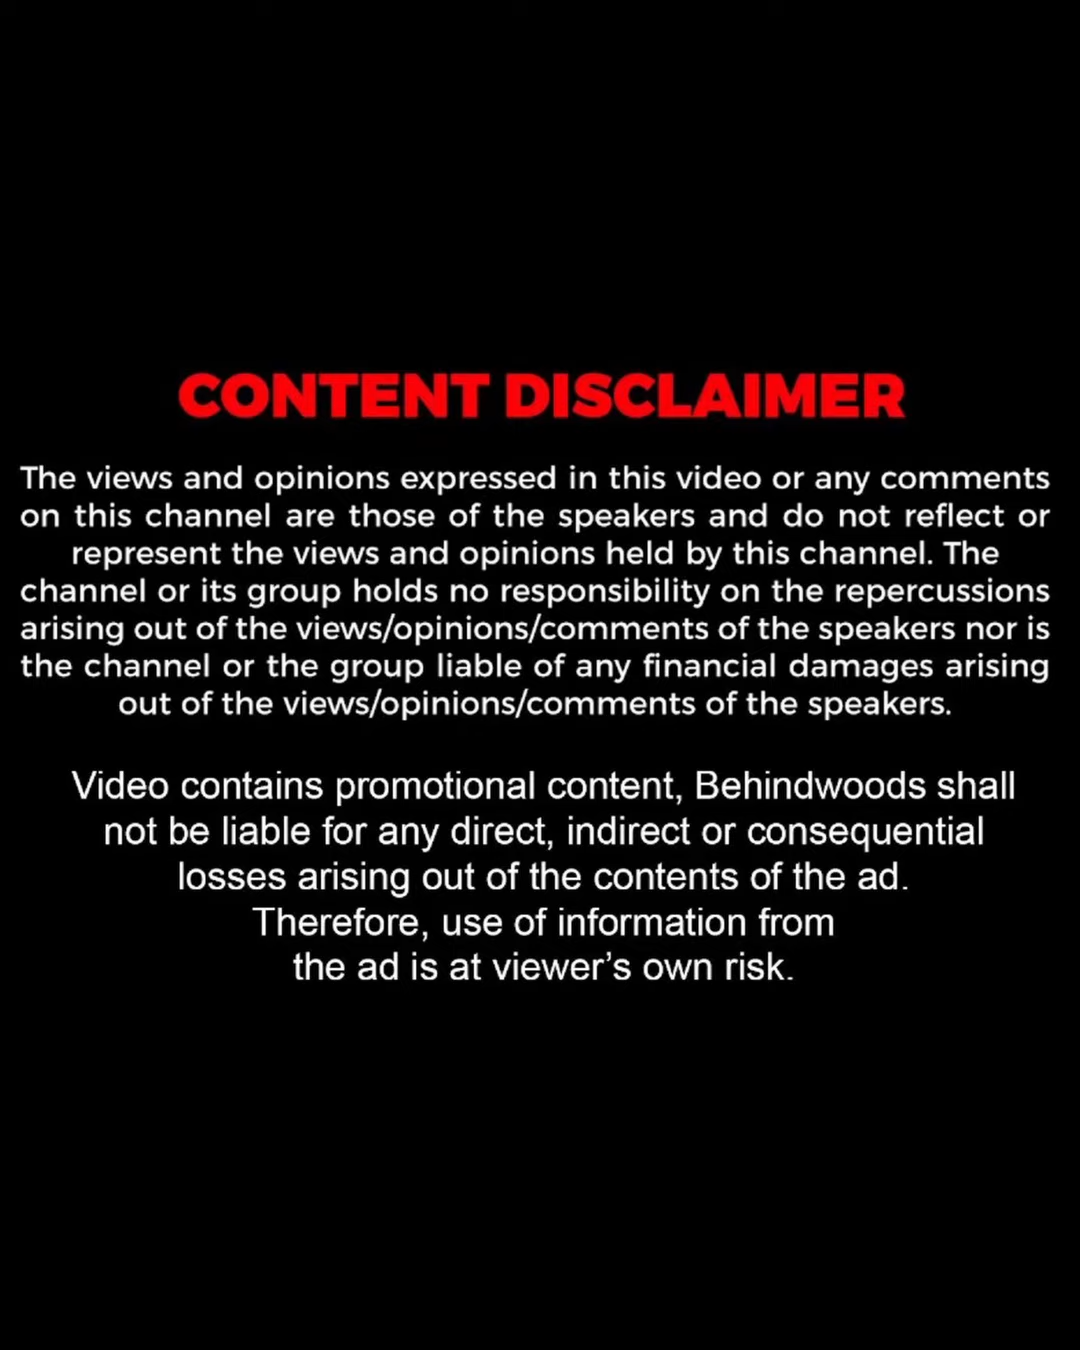 CONTENT DISCLAIMER
The views and opinions expressed in this video or any comments
on this channel are those of the speakers and do not reflect or
represent the views and opinions held by this channel. The
channel or its group holds no responsibility on the repercussions
arising out of the views/opinions/comments of the speakers nor is
the channel or the group liable of any financial damages arising
out of the views/opinions/comments of the speakers.
Video contains promotional content, Behindwoods shall
not be liable for any direct, indirect or consequential
losses arising out of the contents of the ad.
Therefore, use of information from
the ad is at viewer’s own risk.